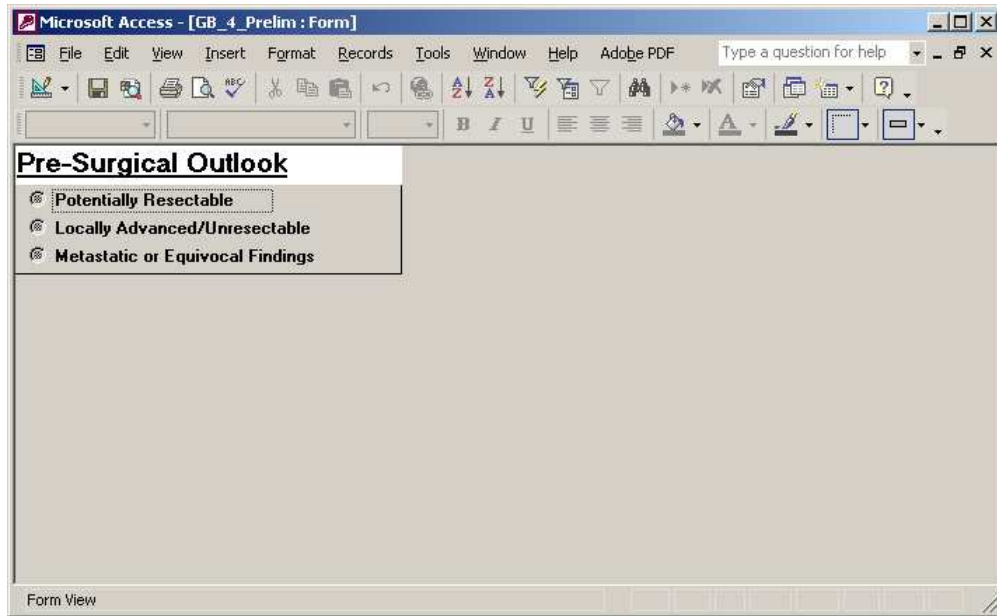 Microsoft Access - [GB_4_Prelim : Form]
File Edit View Insert Format Records Tools Window Help Adobe PDF Type a question for help
B I U
Pre-Surgical Outlook
Potentially Resectable
Locally Advanced/Unresectable
Metastatic or Equivocal Findings
Form View